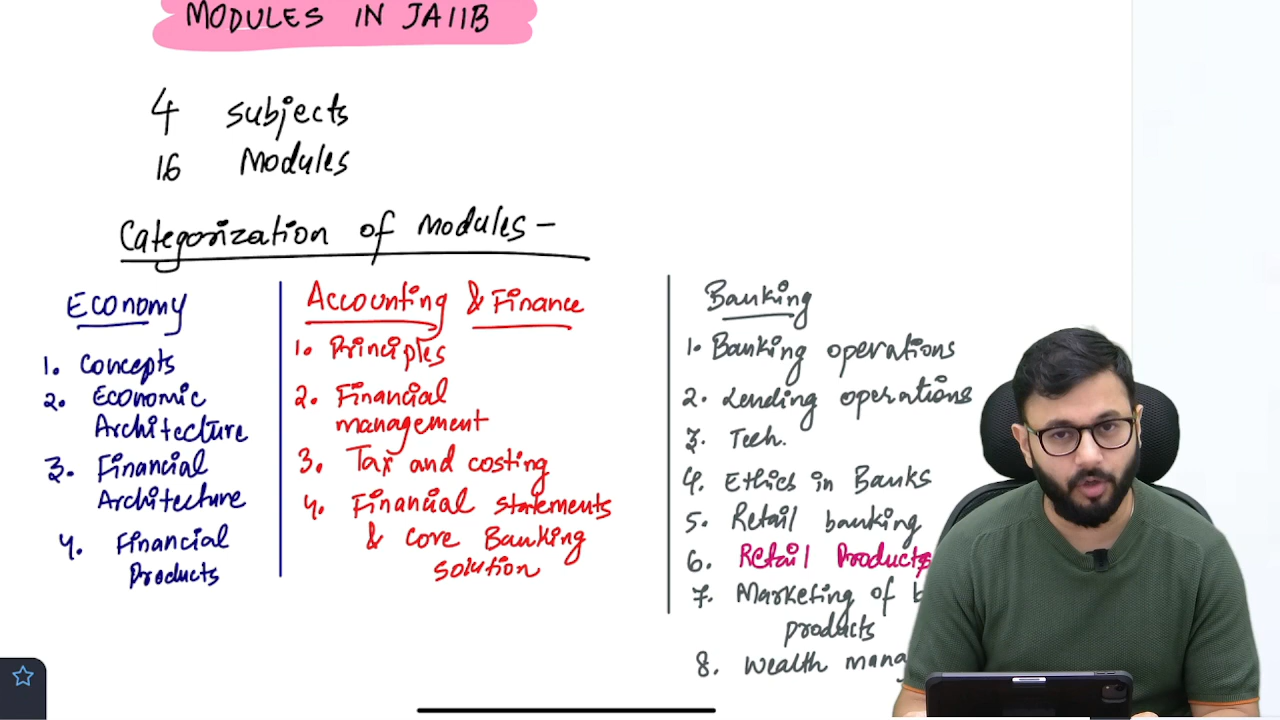 MODULES IN JAIIB
4 subjects
16 Modules
Categorization of modules -
Economy
1. Concepts
2. Economic
Architecture
3. Financial
Architecture
4. Financial
Products
Accounting & Finance
1. Principles
2. Financial
management
3. Tax and costing
4. Financial statements
& core Banking
solution
Banking
1. Banking operations
2. Lending operations
3. Tech.
4. Ethics in Banks
5. Retail banking
6. Retail Products
7. Marketing of
products
8. Wealth